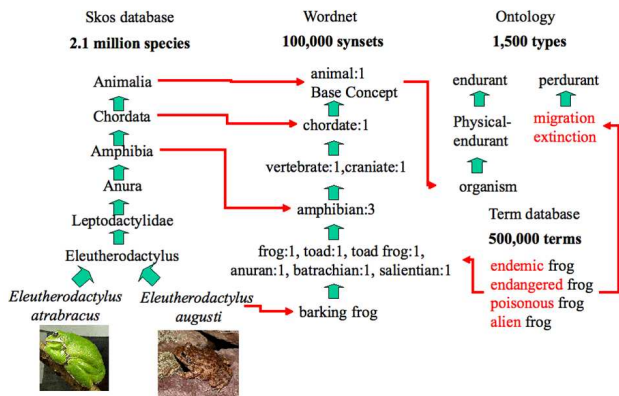 Skos database
2.1 million species
Animalia
Chordata
Amphibia
Anura
Leptodactylidae
Eleutherodactylus
Eleutherodactylus
atrabracus
Eleutherodactylus
augusti
Wordnet
100,000 synsets
animal:1
Base Concept
chordate:1
vertebrate:1,craniate:1
amphibian:3
frog:1, toad:1, toad frog:1,
anuran:1, batrachian:1, salientian:1
barking frog
Ontology
1,500 types
endurant
perdurant
Physical-
endurant
migration
extinction
organism
Term database
500,000 terms
endemic frog
endangered frog
poisonous frog
alien frog